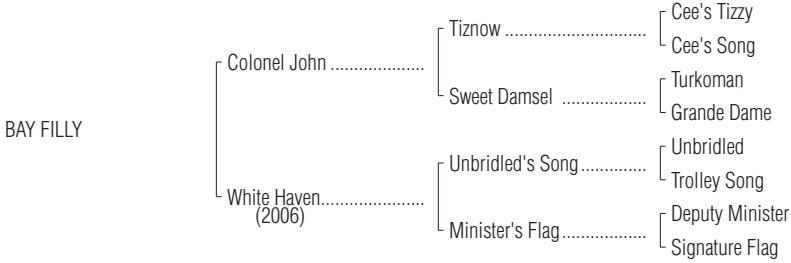 Cee's Tizzy
Tiznow ..............................
Cee's Song
Colonel John ....................
Turkoman
Sweet Damsel ..................
Grande Dame
BAY FILLY
Unbridled
Unbridled's Song..............
Trolley Song
White Haven......................
(2006)
Deputy Minister
Minister's Flag..................
Signature Flag